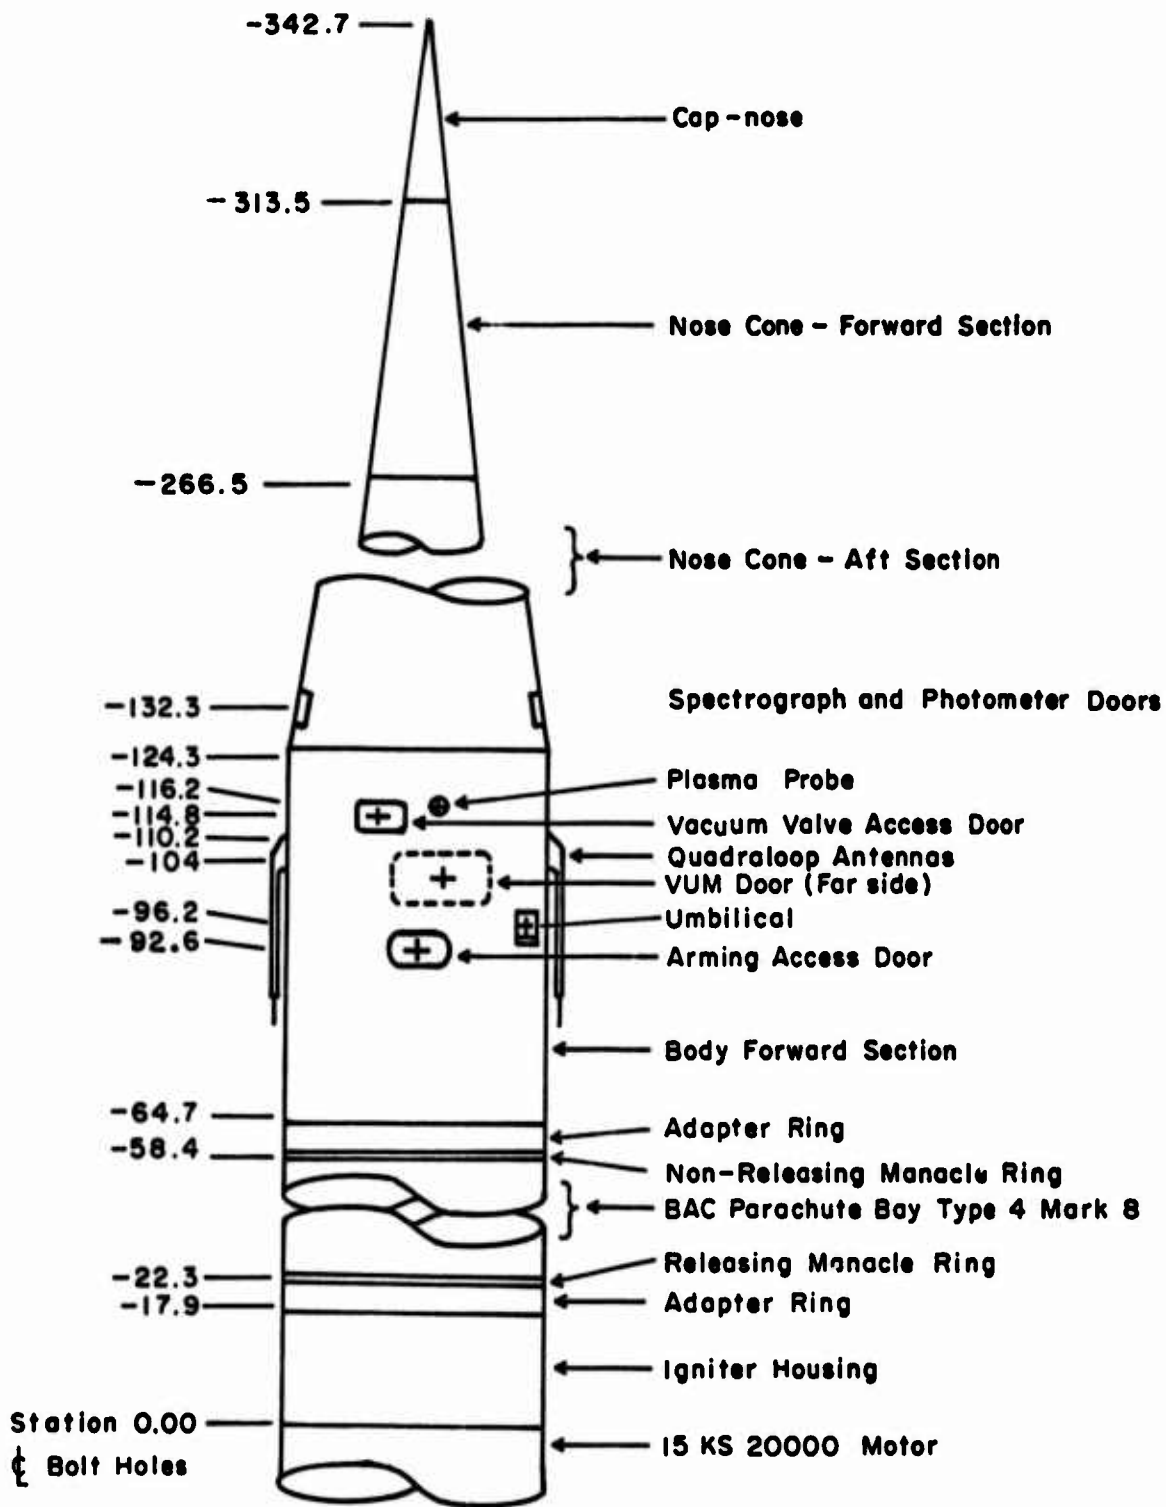 -342.7
Cap-nose
-313.5
Nose Cone - Forward Section
-266.5
Nose Cone - Aft Section
-132.3
Spectrograph and Photometer Doors
-124.3
Plasma Probe
-116.2
-114.8
Vacuum Valve Access Door
-110.2
Quadraloop Antennas
-104
VUM Door (Far side)
-96.2
Umbilical
-92.6
Arming Access Door
Body Forward Section
-64.7
Adapter Ring
-58.4
Non-Releasing Manacle Ring
BAC Parachute Bay Type 4 Mark 8
Releasing Manacle Ring
-22.3
-17.9
Adapter Ring
Igniter Housing
Station 0.00
15 KS 20000 Motor
℄ Bolt Holes